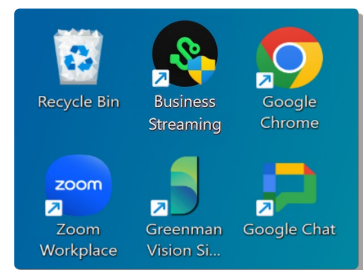 Recycle Bin
Business
Streaming
Google
Chrome
zoom
Zoom
Workplace
Greenman
Vision Si...
Google Chat